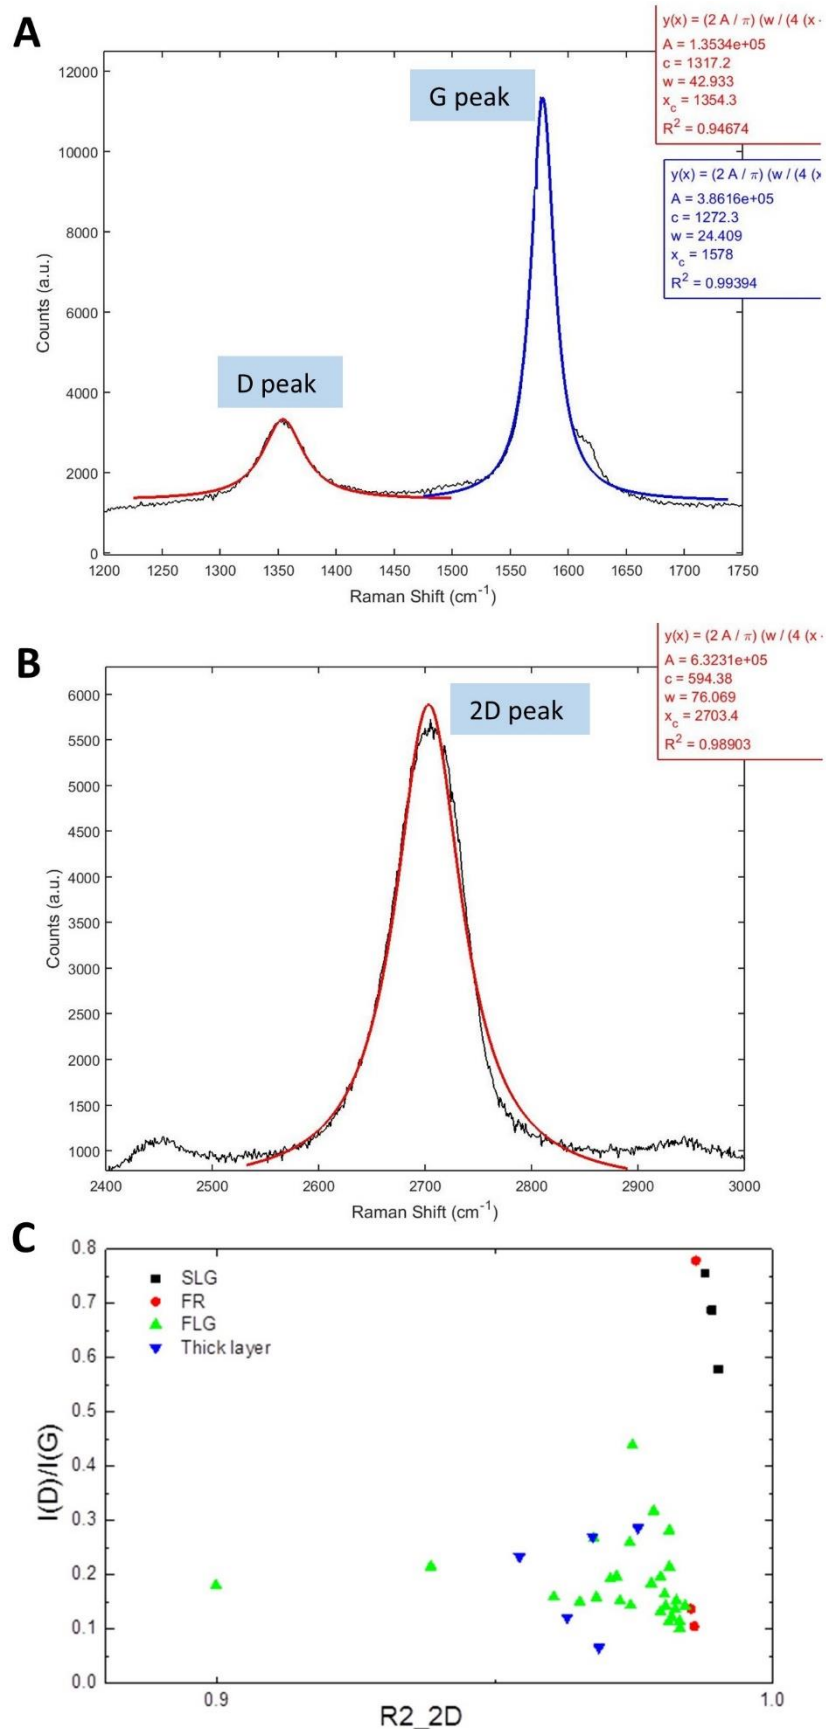 A
y(x) = (2 A / π) (w / (4 (x -
A = 1.3534e+05
c = 1317.2
w = 42.933
x_c = 1354.3
R² = 0.94674
y(x) = (2 A / π) (w / (4 (x
A = 3.8616e+05
c = 1272.3
w = 24.409
x_c = 1578
R² = 0.99394
G peak
D peak
Counts (a.u.)
12000
10000
8000
6000
4000
2000
0
1200 1250 1300 1350 1400 1450 1500 1550 1600 1650 1700 1750
Raman Shift (cm⁻¹)
B
y(x) = (2 A / π) (w / (4 (x -
A = 6.3231e+05
c = 594.38
w = 76.069
x_c = 2703.4
R² = 0.98903
2D peak
Counts (a.u.)
6000
5500
5000
4500
4000
3500
3000
2500
2000
1500
1000
2400 2500 2600 2700 2800 2900 3000
Raman Shift (cm⁻¹)
C
SLG
FR
FLG
Thick layer
I(D)/I(G)
0.8
0.7
0.6
0.5
0.4
0.3
0.2
0.1
0.0
0.9 1.0
R2_2D